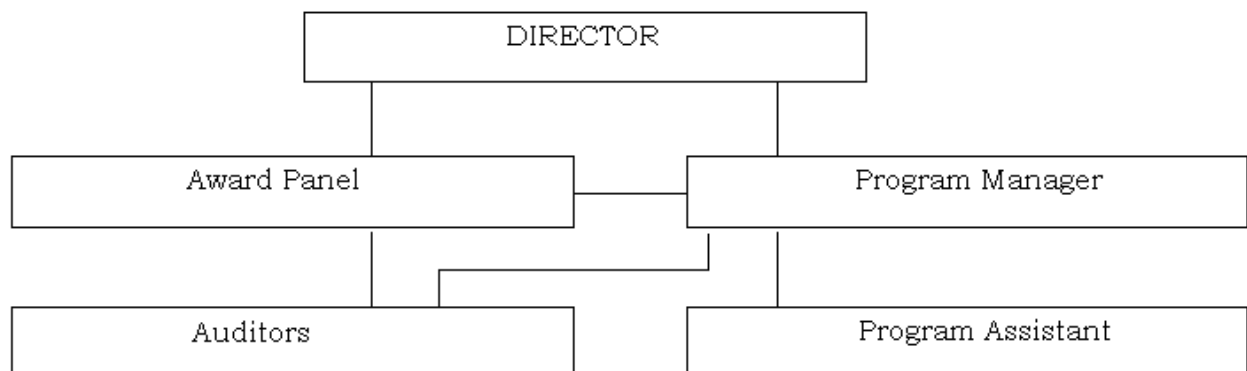 DIRECTOR
Award Panel
Program Manager
Auditors
Program Assistant